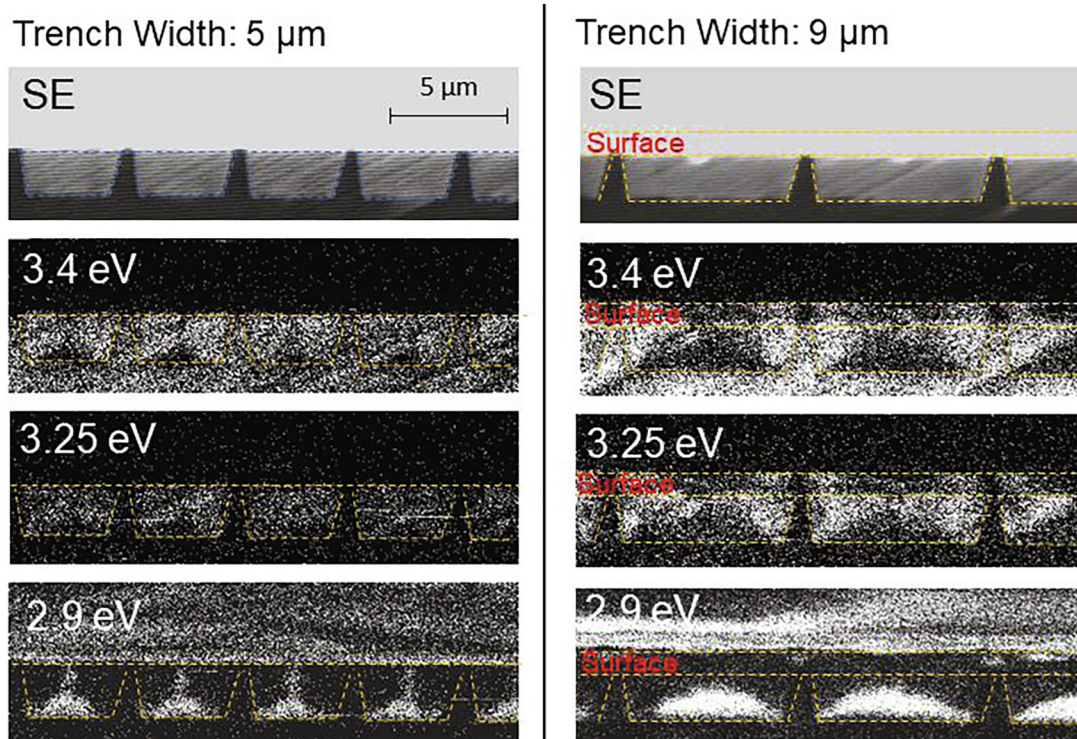 Trench Width: 5 μm
SE
5 μm
3.4 eV
3.25 eV
2.9 eV
Trench Width: 9 μm
SE
Surface
3.4 eV
Surface
3.25 eV
Surface
2.9 eV
Surface